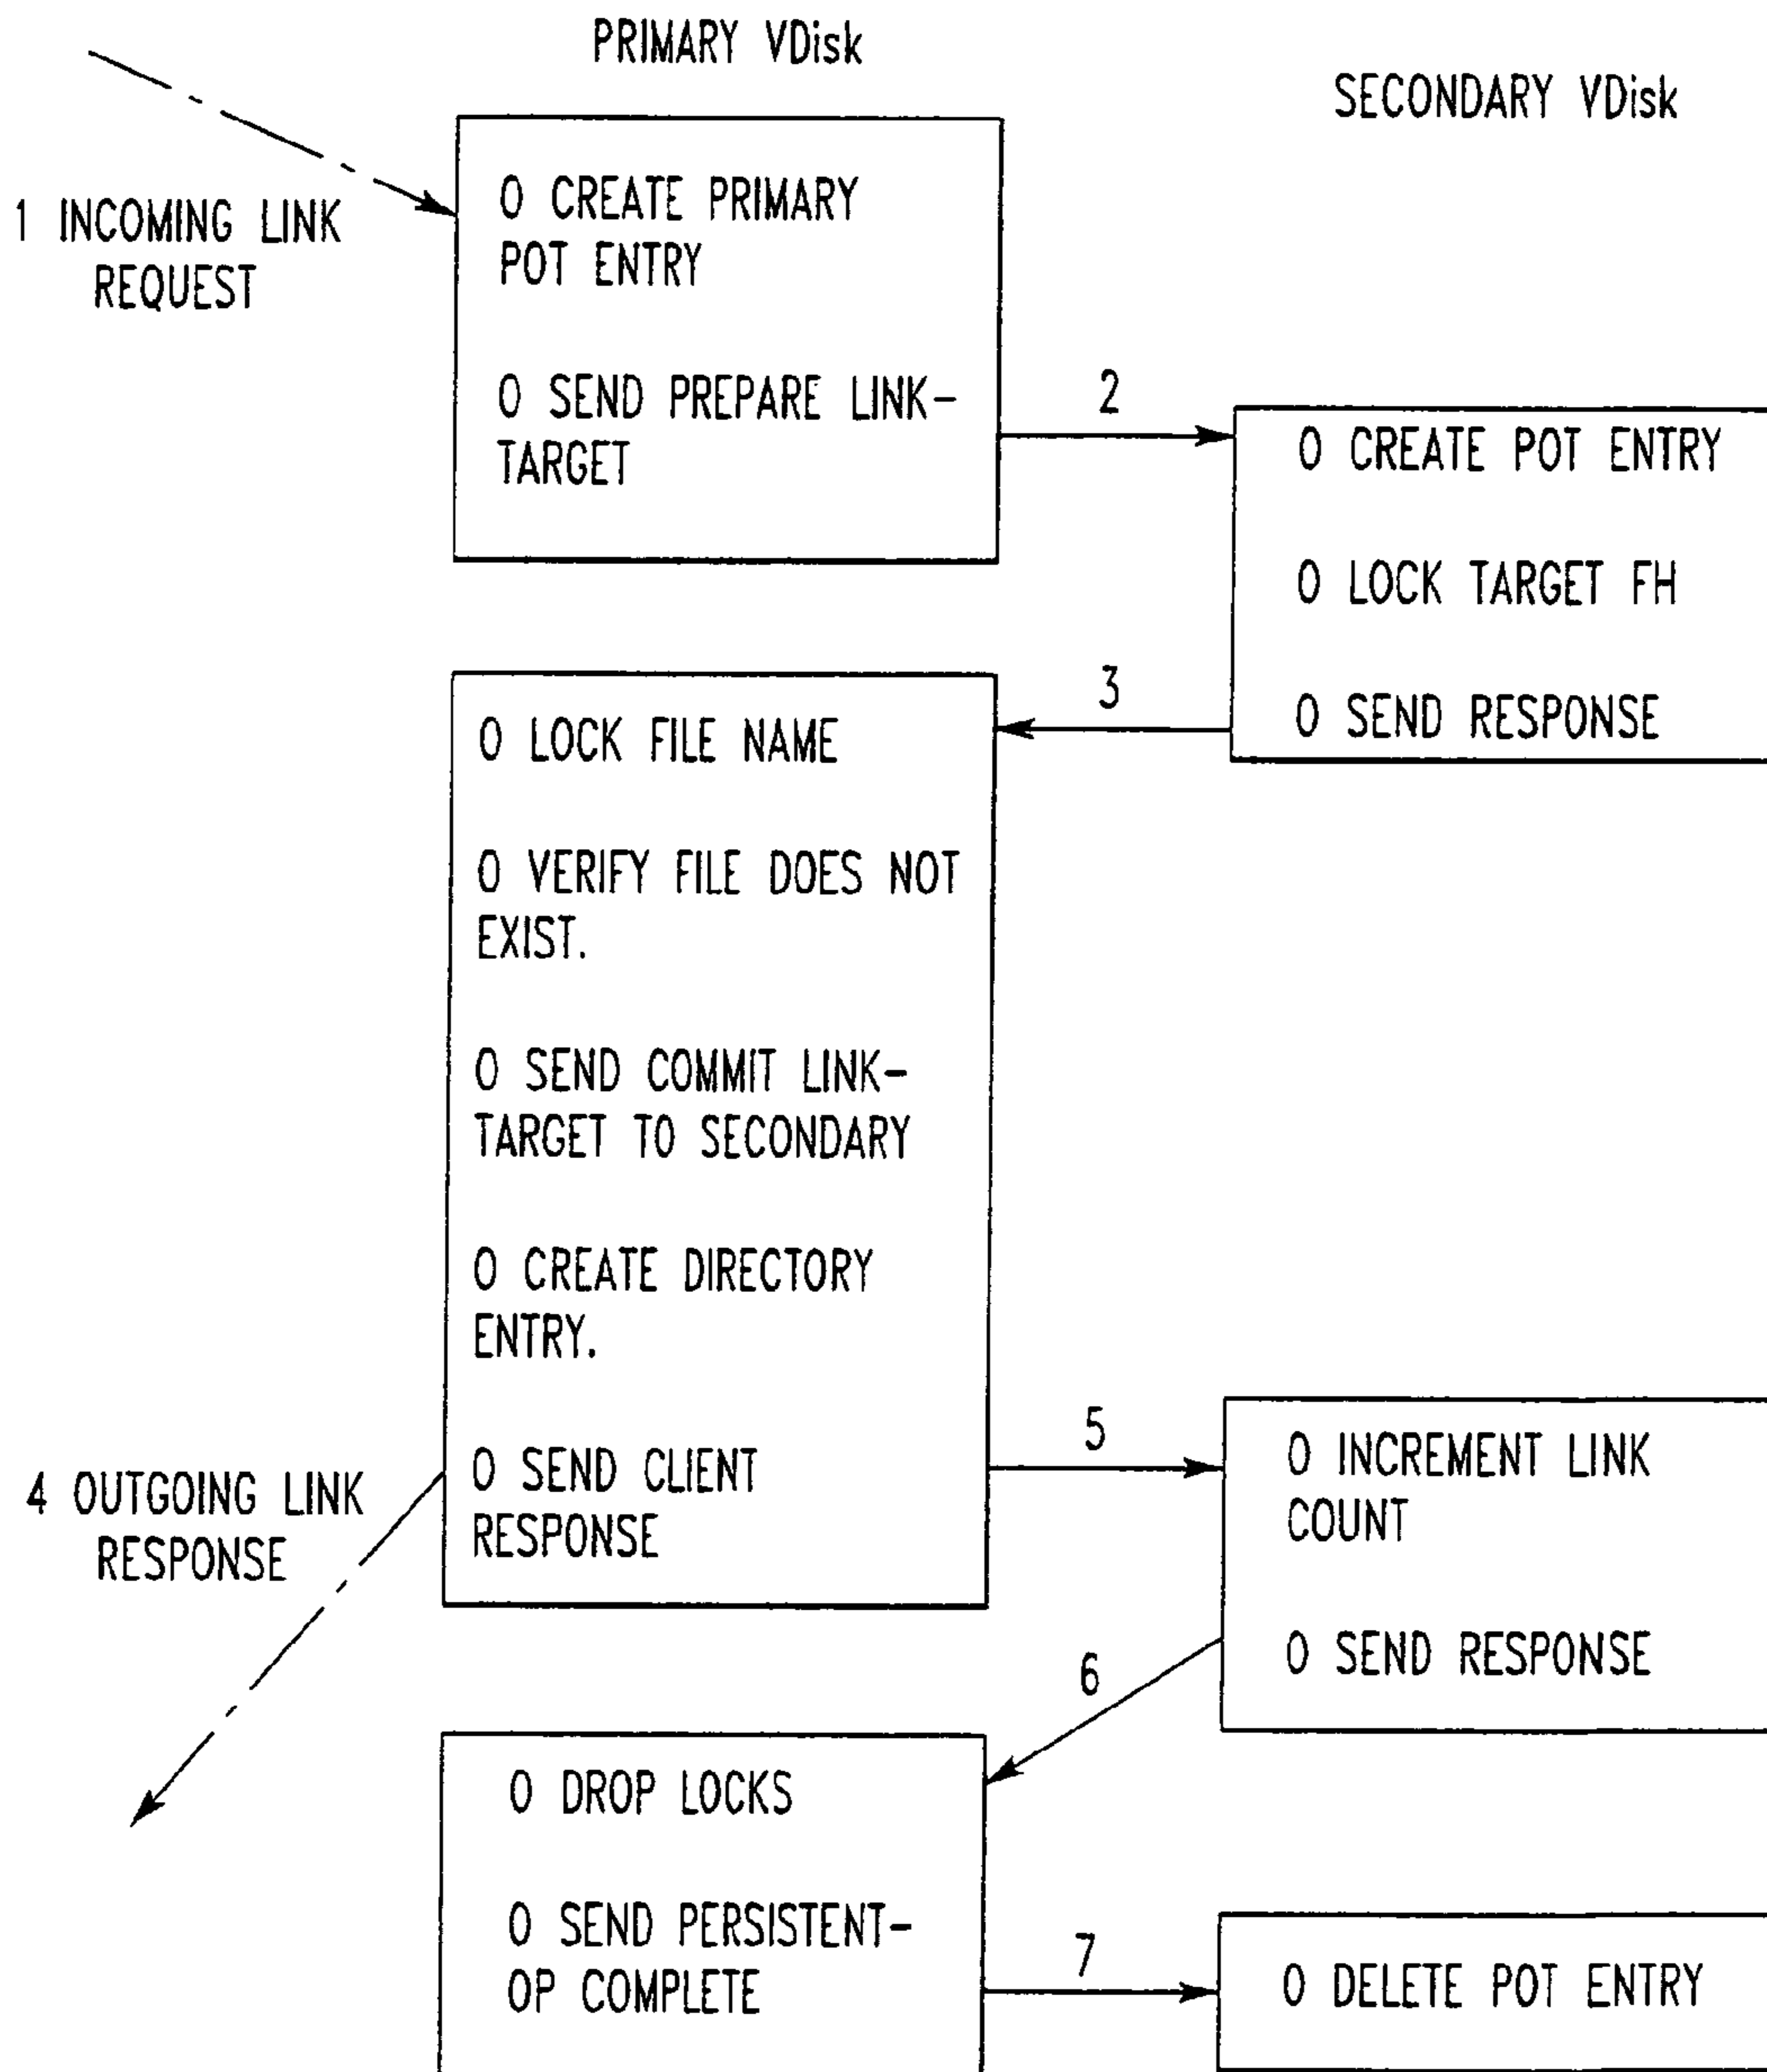 PRIMARY VDisk
SECONDARY VDisk
1 INCOMING LINK
REQUEST
O CREATE PRIMARY
POT ENTRY
O SEND PREPARE LINK-
TARGET
2
O CREATE POT ENTRY
O LOCK TARGET FH
O SEND RESPONSE
3
O LOCK FILE NAME
O VERIFY FILE DOES NOT
EXIST.
O SEND COMMIT LINK-
TARGET TO SECONDARY
O CREATE DIRECTORY
ENTRY.
O SEND CLIENT
RESPONSE
4 OUTGOING LINK
RESPONSE
5
O INCREMENT LINK
COUNT
O SEND RESPONSE
6
O DROP LOCKS
O SEND PERSISTENT-
OP COMPLETE
7
O DELETE POT ENTRY